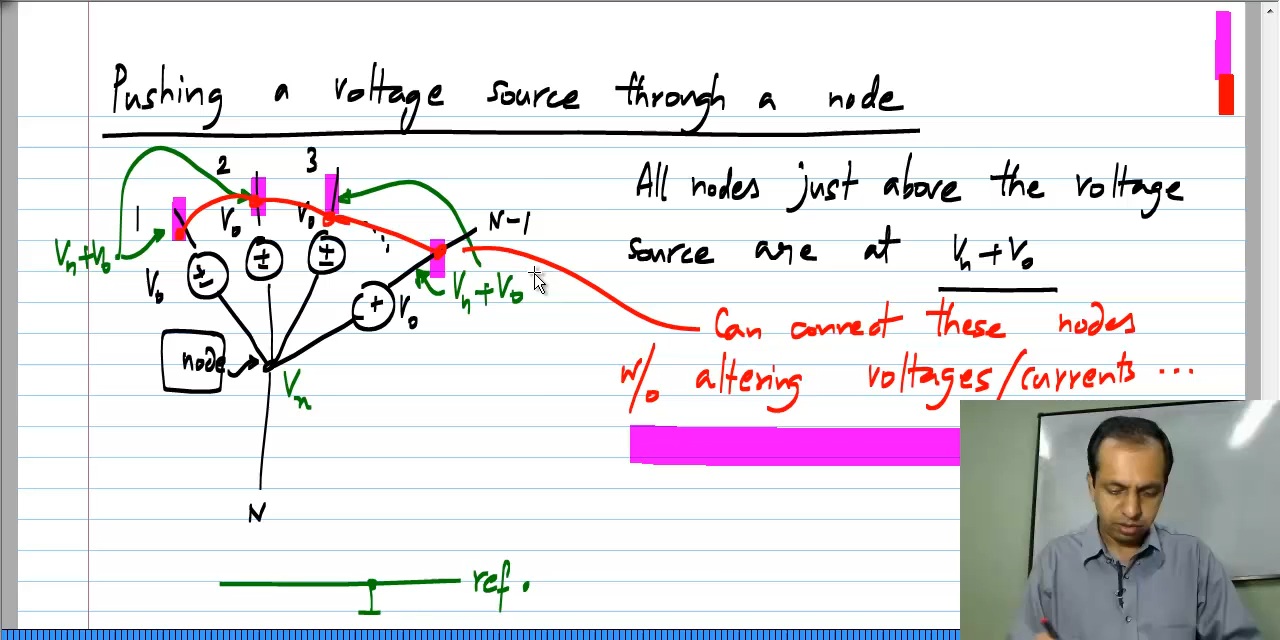 Pushing a voltage source through a node
1 2 3 N-1
V₀ V₀ V₀ V₀
Vn+V₀
Vn+V₀
node
Vn
N
ref.
All nodes just above the voltage
source are at Vn+V₀
Can connect these nodes
w/o altering voltages/currents ...